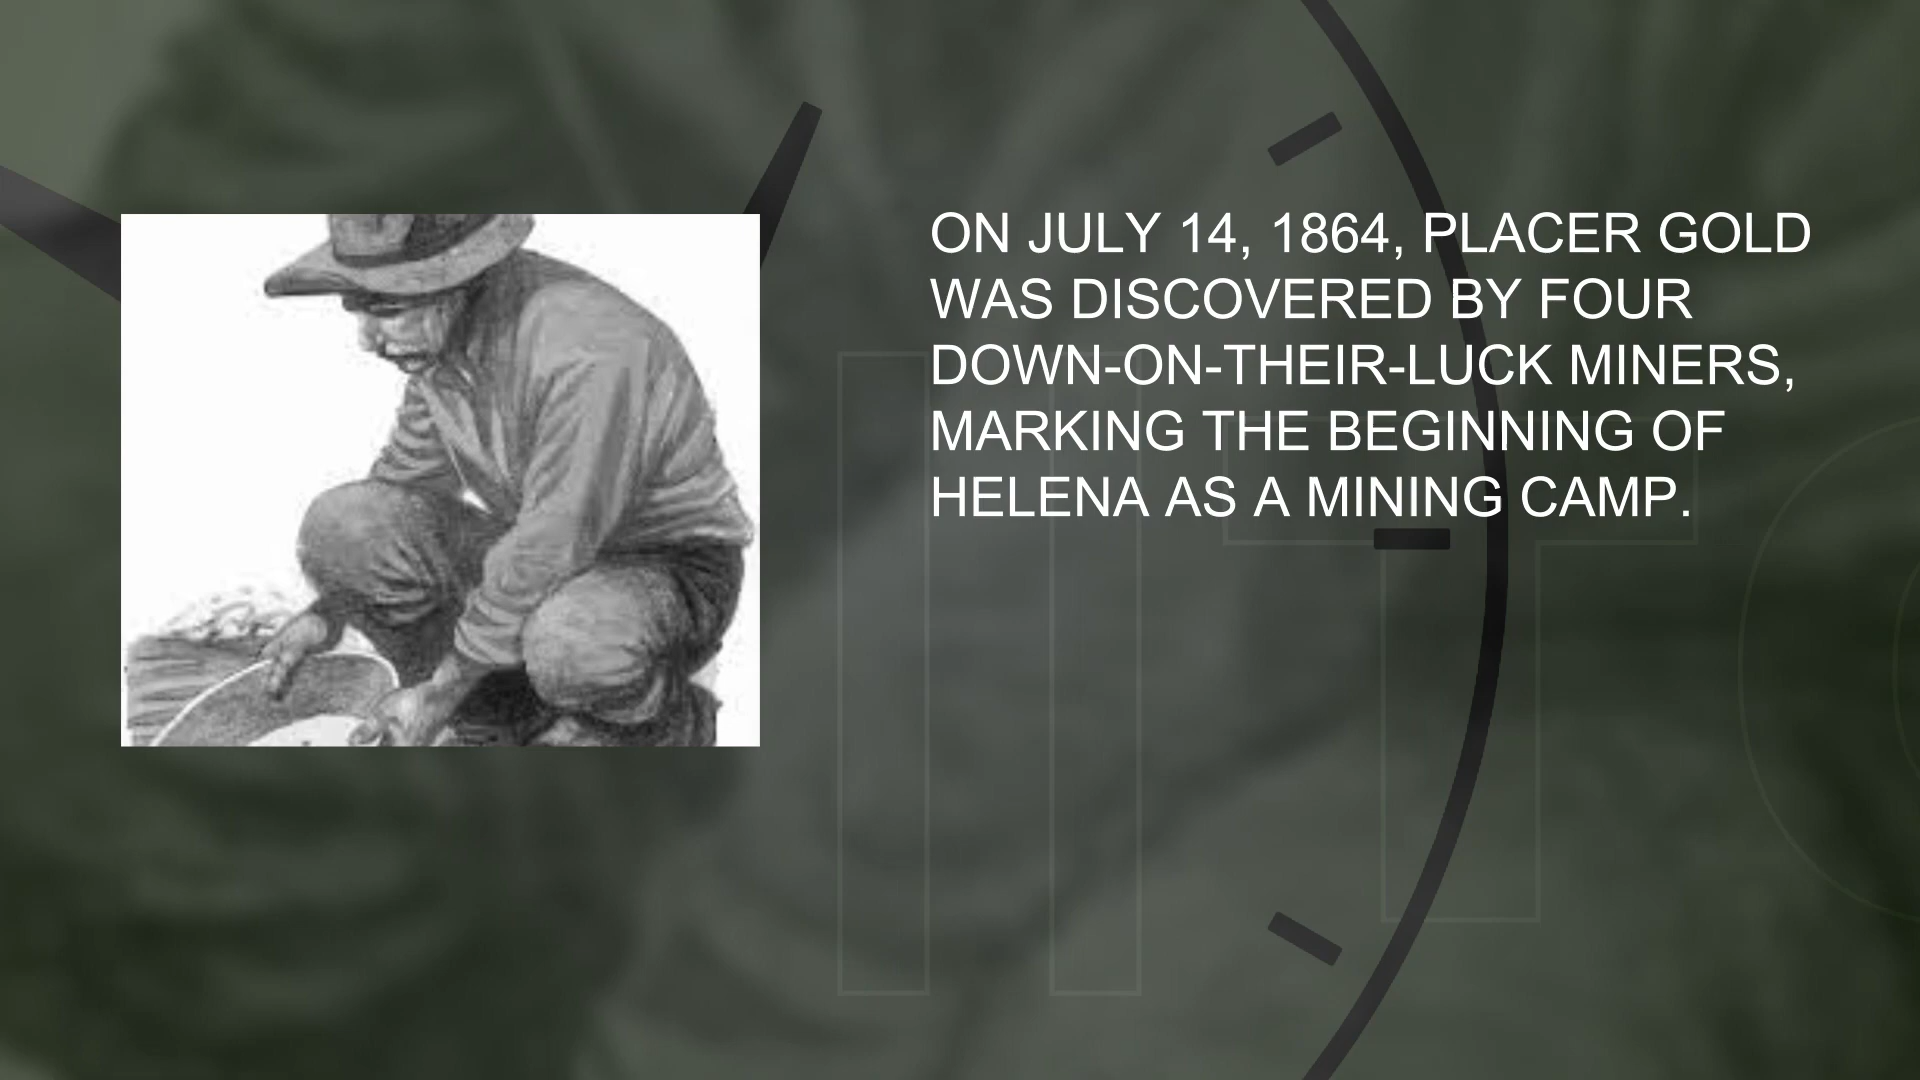 ON JULY 14, 1864, PLACER GOLD
WAS DISCOVERED BY FOUR
DOWN-ON-THEIR-LUCK MINERS,
MARKING THE BEGINNING OF
HELENA AS A MINING CAMP.